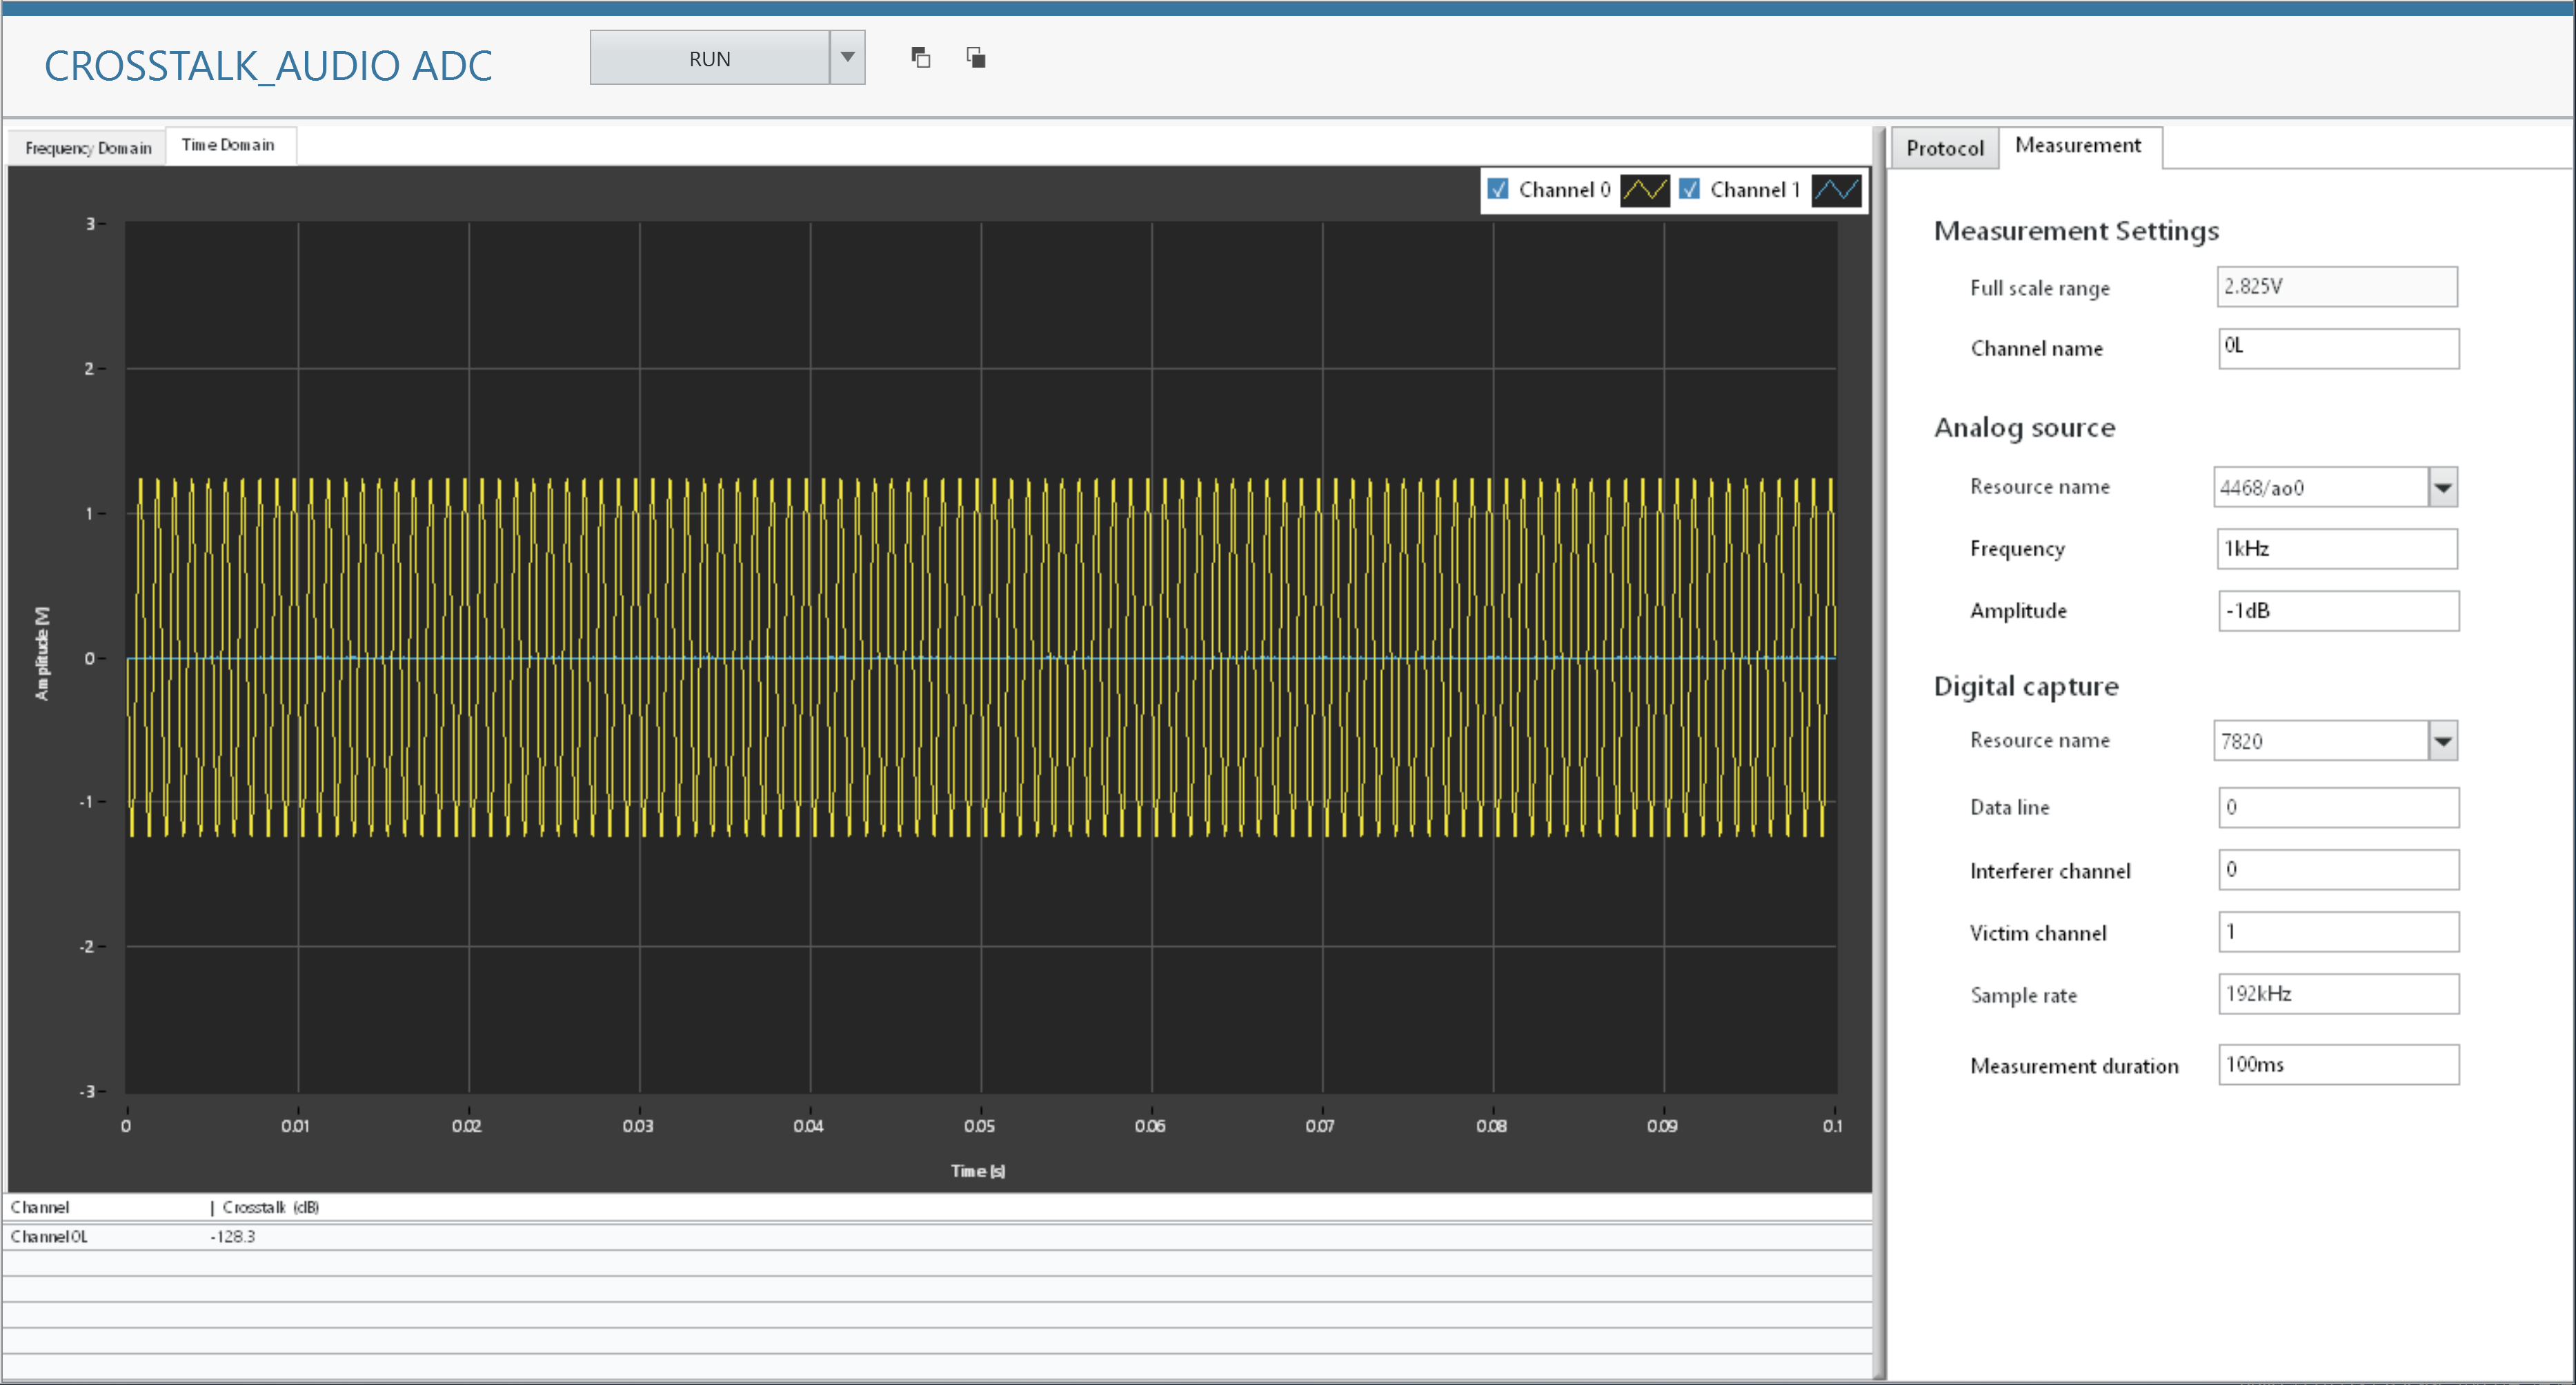 CROSSTALK_AUDIO ADC
RUN
Frequency Domain
Time Domain
Channel 0
Channel 1
3
2
1
0
-1
-2
-3
Amplitude (V)
0 0.01 0.02 0.03 0.04 0.05 0.06 0.07 0.08 0.09 0.1
Time (s)
Channel | Crosstalk (dB)
Channel 0L -128.3
Protocol
Measurement
Measurement Settings
Full scale range 2.825V
Channel name 0L
Analog source
Resource name 4468/ao0
Frequency 1kHz
Amplitude -1dB
Digital capture
Resource name 7820
Data line 0
Interferer channel 0
Victim channel 1
Sample rate 192kHz
Measurement duration 100ms